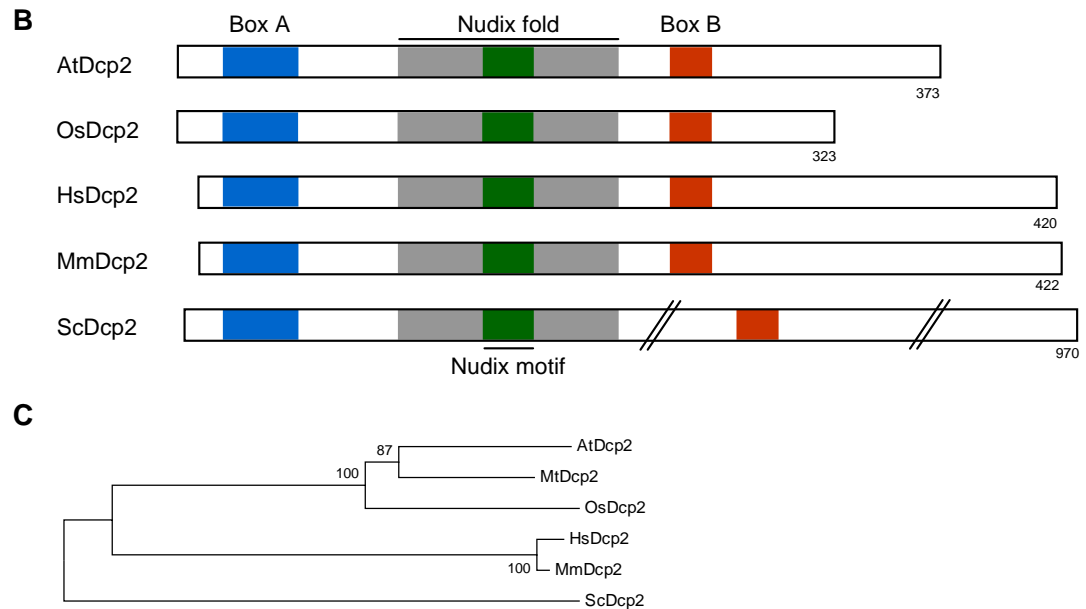 B
Box A Nudix fold Box B
AtDcp2
373
OsDcp2
323
HsDcp2
420
MmDcp2
422
ScDcp2
970
Nudix motif
C
AtDcp2
87
MtDcp2
100
OsDcp2
HsDcp2
100
MmDcp2
ScDcp2